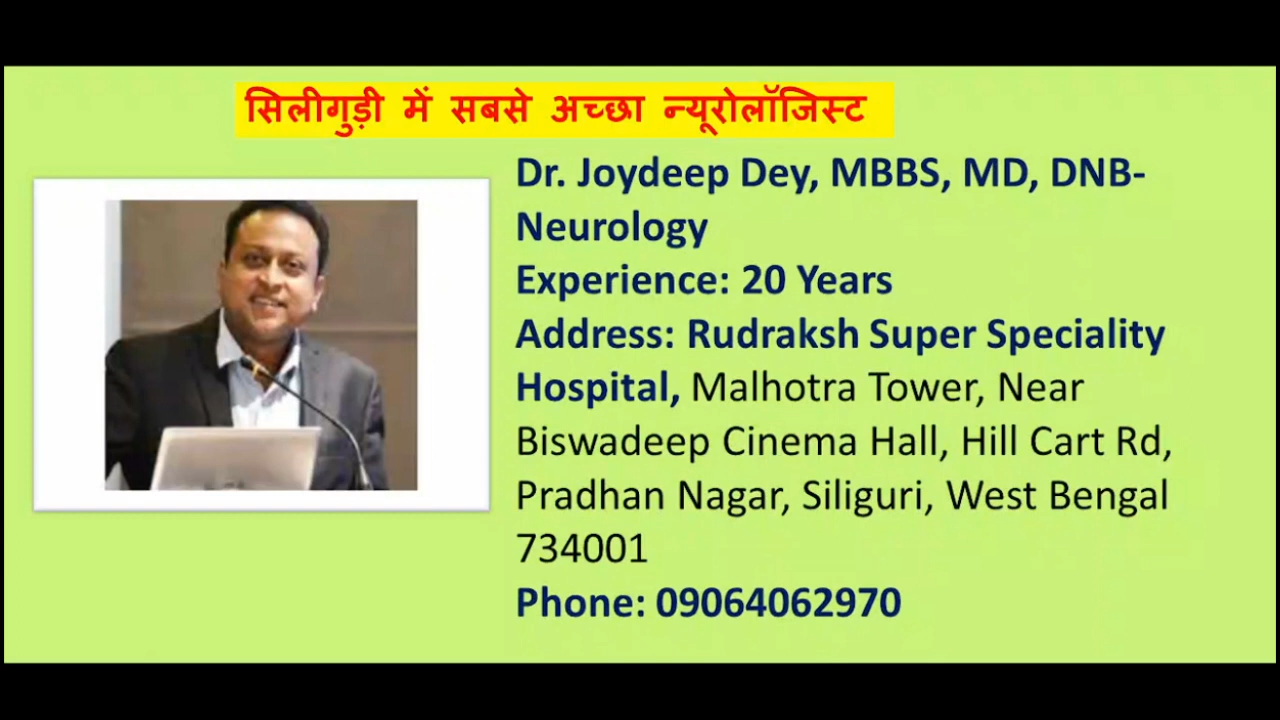 सिलीगुड़ी में सबसे अच्छा न्यूरोलॉजिस्ट
Dr. Joydeep Dey, MBBS, MD, DNB-
Neurology
Experience: 20 Years
Address: Rudraksh Super Speciality
Hospital, Malhotra Tower, Near
Biswadeep Cinema Hall, Hill Cart Rd,
Pradhan Nagar, Siliguri, West Bengal
734001
Phone: 09064062970